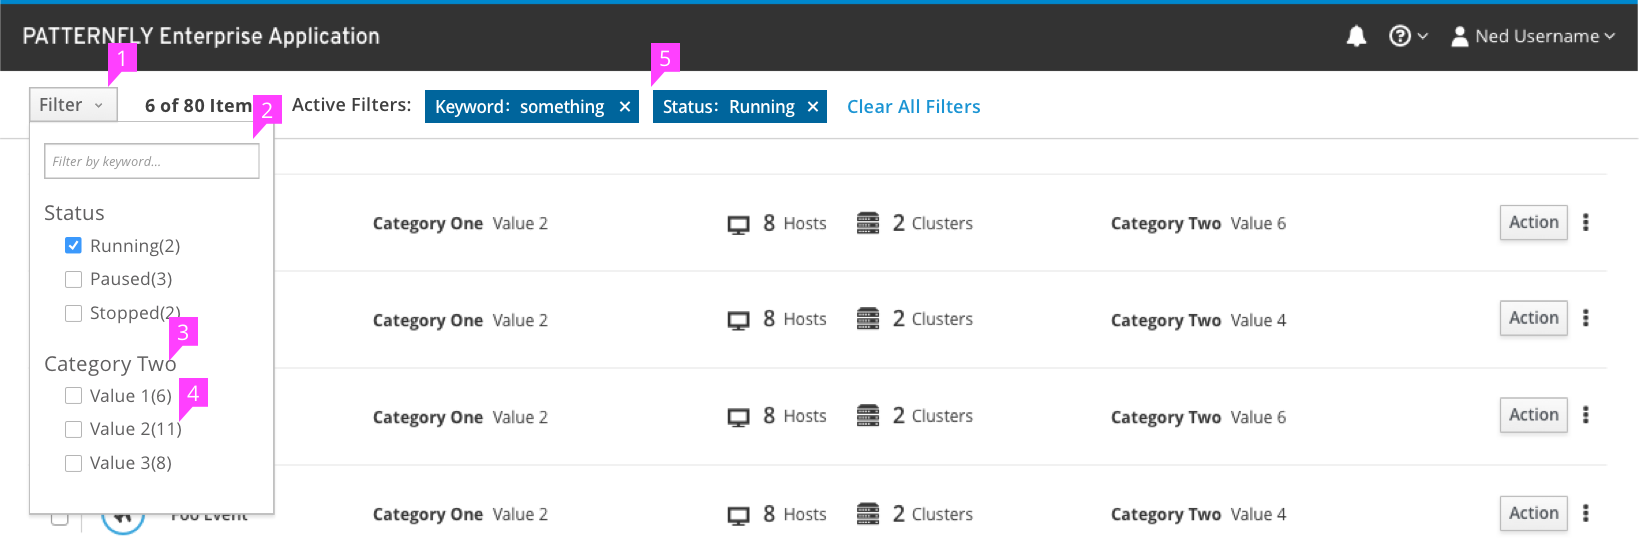 PATTERNFLY Enterprise Application
Ned Username
1
5
Filter
6 of 80 Item
2
Active Filters:
Keyword: something ×
Status: Running ×
Clear All Filters
Filter by keyword...
Status
Running(2)
Paused(3)
Stopped(2)
3
Category Two
Value 1(6)
4
Value 2(11)
Value 3(8)
Category One Value 2 8 Hosts 2 Clusters Category Two Value 6 Action
Category One Value 2 8 Hosts 2 Clusters Category Two Value 4 Action
Category One Value 2 8 Hosts 2 Clusters Category Two Value 6 Action
Foo Event Category One Value 2 8 Hosts 2 Clusters Category Two Value 4 Action